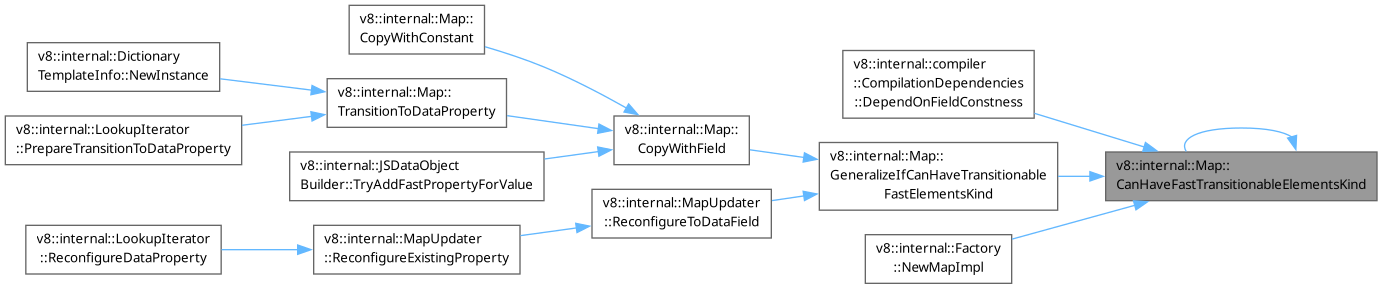 v8::internal::Map::
CopyWithConstant
v8::internal::Dictionary
TemplateInfo::NewInstance
v8::internal::Map::
TransitionToDataProperty
v8::internal::LookupIterator
::PrepareTransitionToDataProperty
v8::internal::JSDataObject
Builder::TryAddFastPropertyForValue
v8::internal::Map::
CopyWithField
v8::internal::compiler
::CompilationDependencies
::DependOnFieldConstness
v8::internal::Map::
GeneralizeIfCanHaveTransitionable
FastElementsKind
v8::internal::Map::
CanHaveFastTransitionableElementsKind
v8::internal::MapUpdater
::ReconfigureToDataField
v8::internal::LookupIterator
::ReconfigureDataProperty
v8::internal::MapUpdater
::ReconfigureExistingProperty
v8::internal::Factory
::NewMapImpl